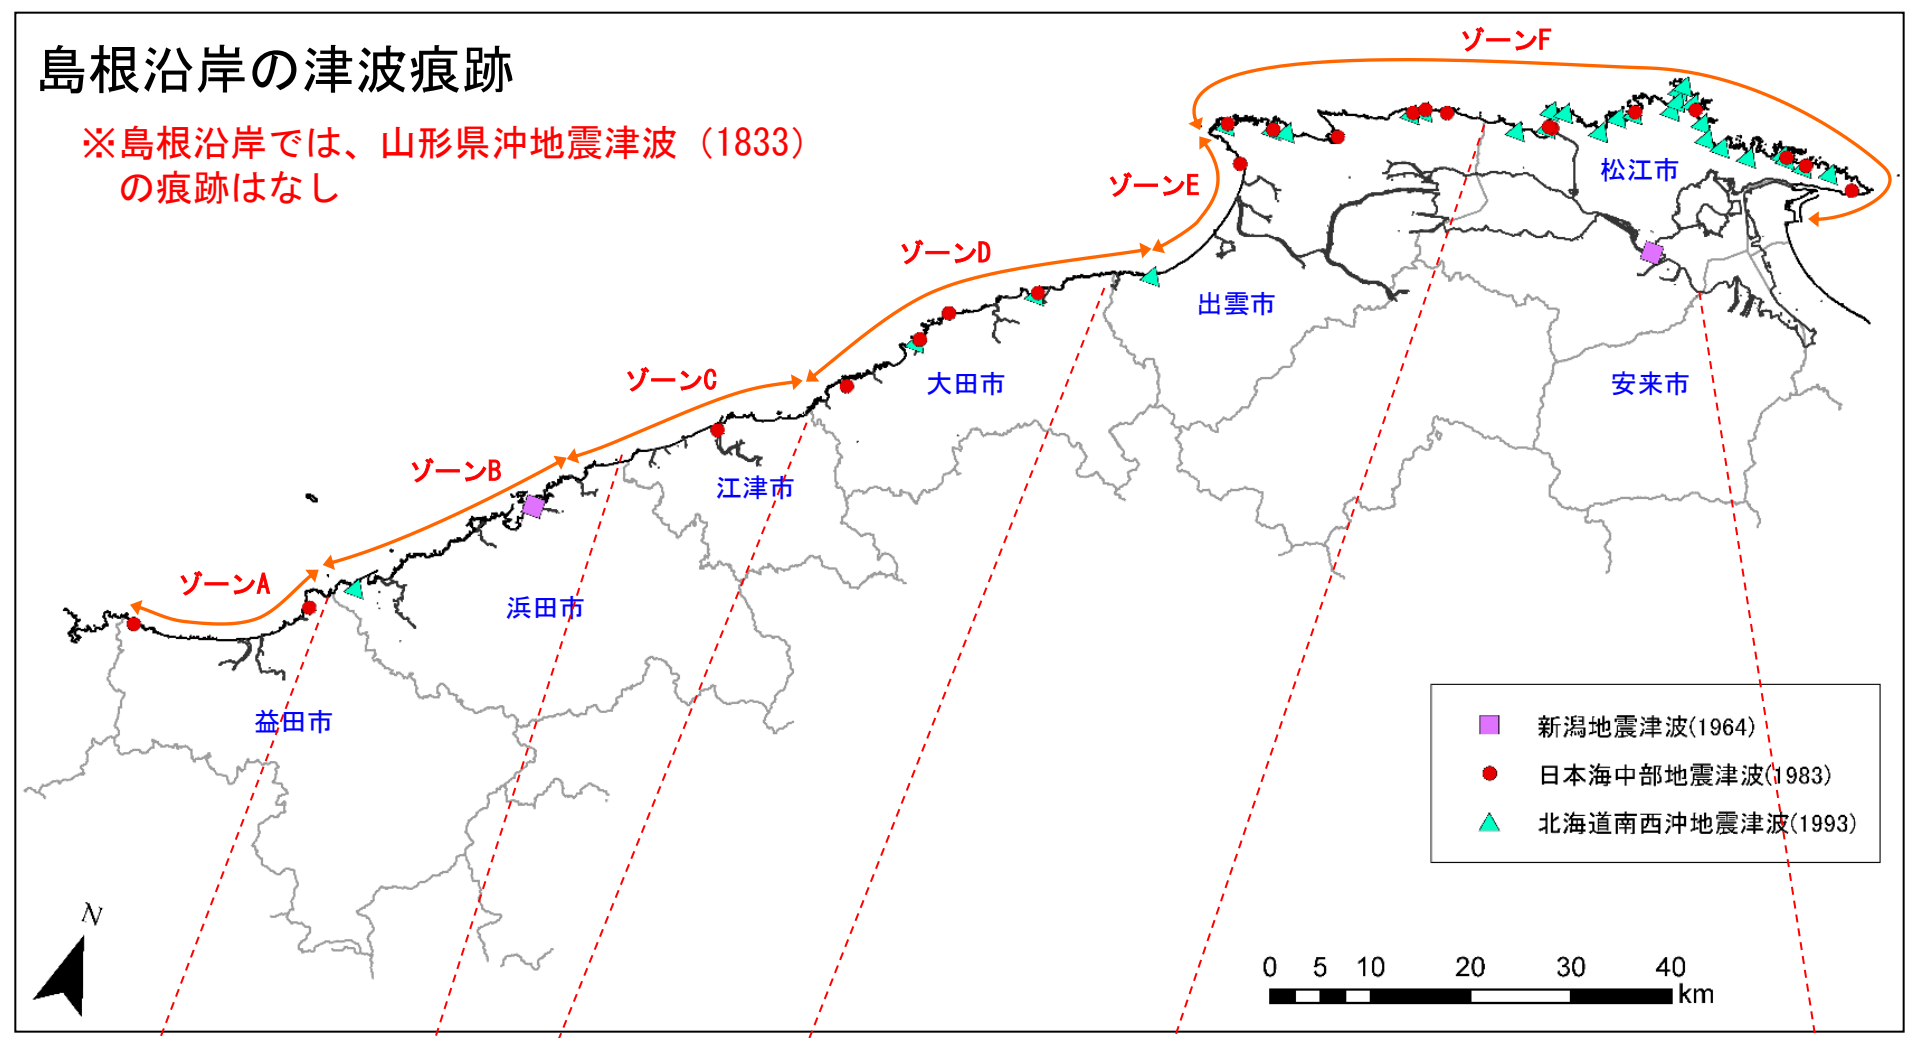 島根沿岸の津波痕跡
※島根沿岸では、山形県沖地震津波（1833）
の痕跡はなし
ゾーンF
ゾーンE
ゾーンD
ゾーンC
ゾーンB
ゾーンA
松江市
出雲市
安来市
大田市
江津市
浜田市
益田市
新潟地震津波(1964)
日本海中部地震津波(1983)
北海道南西沖地震津波(1993)
N
0 5 10 20 30 40
km